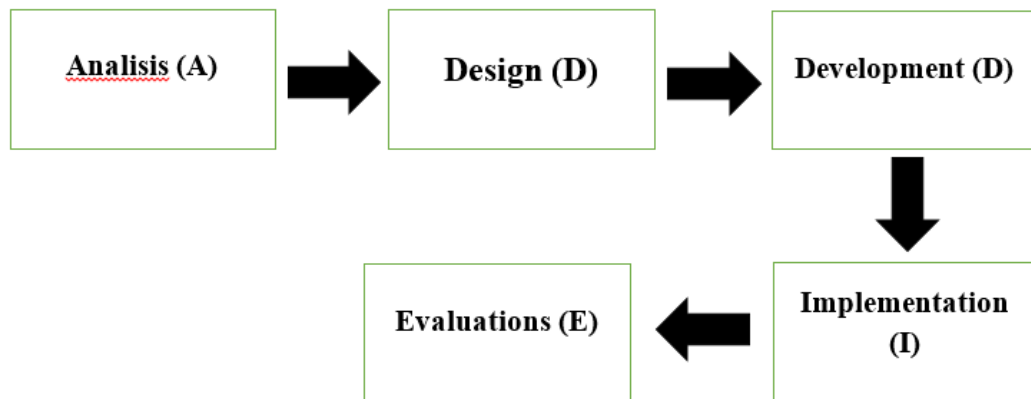 Analisis (A)
Design (D)
Development (D)
Implementation
(I)
Evaluations (E)